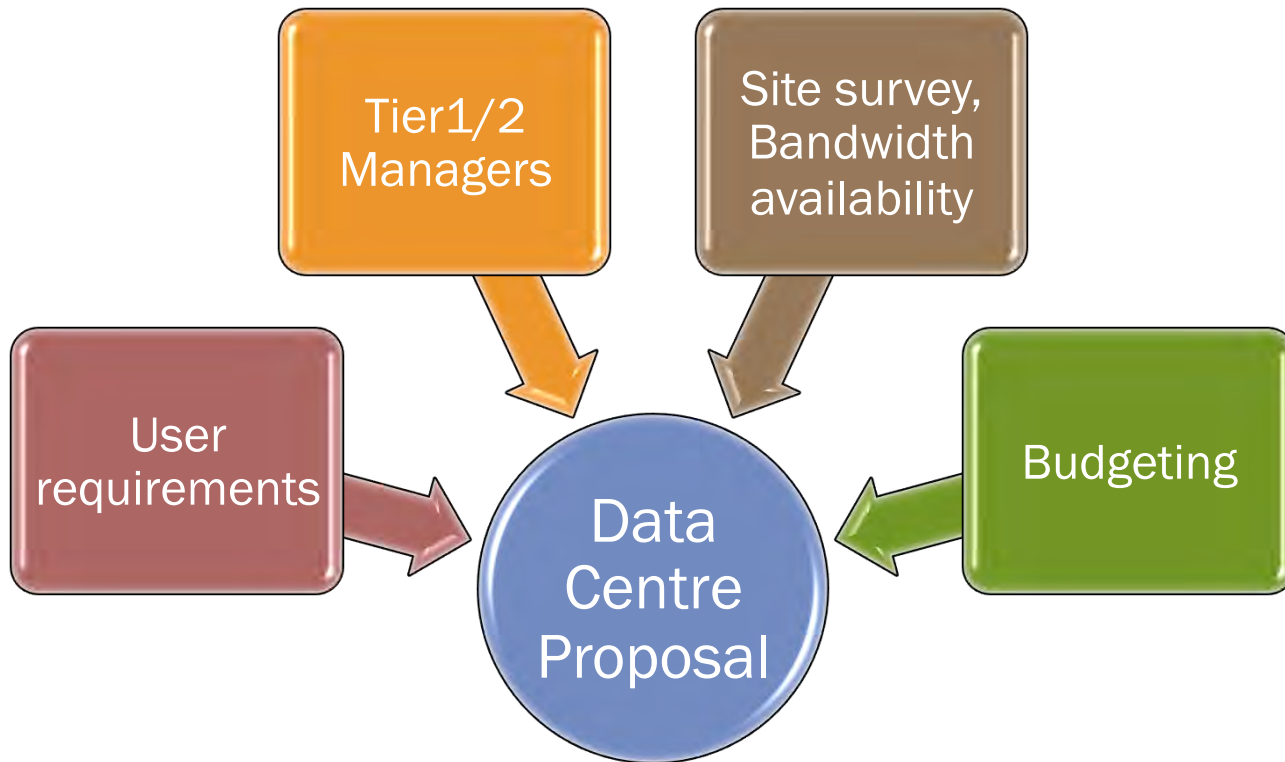 Tier1/2
Managers
Site survey,
Bandwidth
availability
User
requirements
Budgeting
Data
Centre
Proposal